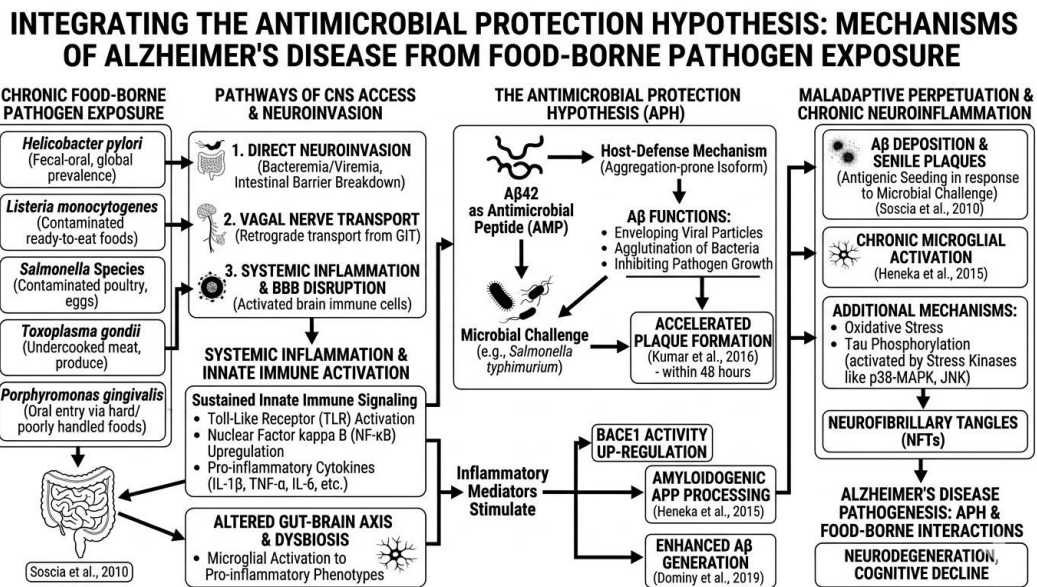 INTEGRATING THE ANTIMICROBIAL PROTECTION HYPOTHESIS: MECHANISMS
OF ALZHEIMER'S DISEASE FROM FOOD-BORNE PATHOGEN EXPOSURE
CHRONIC FOOD-BORNE
PATHOGEN EXPOSURE
Helicobacter pylori
(Fecal-oral, global
prevalence)
Listeria monocytogenes
(Contaminated
ready-to-eat foods)
Salmonella Species
(Contaminated poultry,
eggs)
Toxoplasma gondii
(Undercooked meat,
produce)
Porphyromonas gingivalis
(Oral entry via hard/
poorly handled foods)
Soscia et al., 2010
PATHWAYS OF CNS ACCESS
& NEUROINVASION
1. DIRECT NEUROINVASION
(Bacteremia/Viremia,
Intestinal Barrier Breakdown)
2. VAGAL NERVE TRANSPORT
(Retrograde transport from GIT)
3. SYSTEMIC INFLAMMATION
& BBB DISRUPTION
(Activated brain immune cells)
SYSTEMIC INFLAMMATION &
INNATE IMMUNE ACTIVATION
Sustained Innate Immune Signaling
• Toll-Like Receptor (TLR) Activation
• Nuclear Factor kappa B (NF-κB)
Upregulation
• Pro-inflammatory Cytokines
(IL-1β, TNF-α, IL-6, etc.)
ALTERED GUT-BRAIN AXIS
& DYSBIOSIS
• Microglial Activation to
Pro-inflammatory Phenotypes
THE ANTIMICROBIAL PROTECTION
HYPOTHESIS (APH)
Aβ42
as Antimicrobial
Peptide (AMP)
Host-Defense Mechanism
(Aggregation-prone Isoform)
Aβ FUNCTIONS:
• Enveloping Viral Particles
• Agglutination of Bacteria
• Inhibiting Pathogen Growth
Microbial Challenge
(e.g., Salmonella
typhimurium)
ACCELERATED
PLAQUE FORMATION
(Kumar et al., 2016)
- within 48 hours
Inflammatory
Mediators
Stimulate
BACE1 ACTIVITY
UP-REGULATION
AMYLOIDOGENIC
APP PROCESSING
(Heneka et al., 2015)
ENHANCED Aβ
GENERATION
(Dominy et al., 2019)
MALADAPTIVE PERPETUATION &
CHRONIC NEUROINFLAMMATION
Aβ DEPOSITION &
SENILE PLAQUES
(Antigenic Seeding in response
to Microbial Challenge)
(Soscia et al., 2010)
CHRONIC MICROGLIAL
ACTIVATION
(Heneka et al., 2015)
ADDITIONAL MECHANISMS:
• Oxidative Stress
• Tau Phosphorylation
(activated by Stress Kinases
like p38-MAPK, JNK)
NEUROFIBRILLARY TANGLES
(NFTs)
ALZHEIMER'S DISEASE
PATHOGENESIS: APH &
FOOD-BORNE INTERACTIONS
NEURODEGENERATION,
COGNITIVE DECLINE